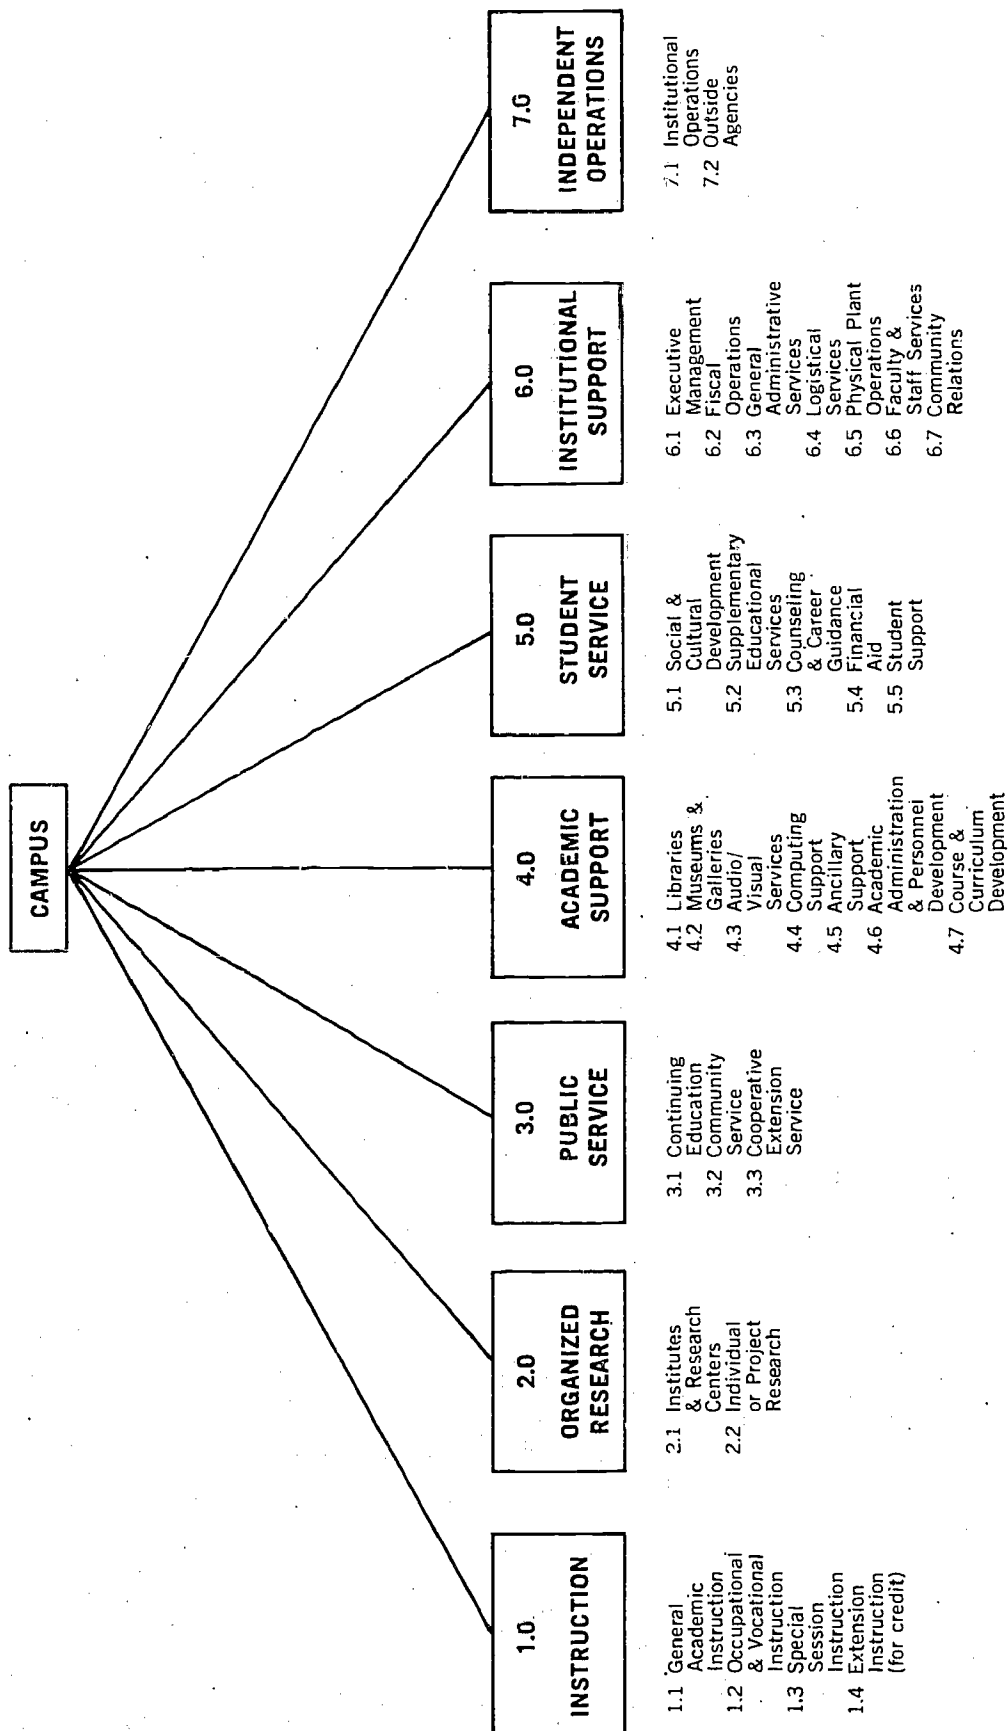 CAMPUS
1.0
INSTRUCTION
1.1 General
Academic
Instruction
1.2 Occupational
& Vocational
Instruction
1.3 Special
Session
Instruction
1.4 Extension
Instruction
(for credit)
2.0
ORGANIZED
RESEARCH
2.1 Institutes
& Research
Centers
2.2 Individual
or Project
Research
3.0
PUBLIC
SERVICE
3.1 Continuing
Education
3.2 Community
Service
3.3 Cooperative
Extension
Service
4.0
ACADEMIC
SUPPORT
4.1 Libraries
4.2 Museums &
Galleries
4.3 Audio/
Visual
Services
4.4 Computing
Support
4.5 Ancillary
Support
4.6 Academic
Administration
& Personnel
Development
4.7 Course &
Curriculum
Development
5.0
STUDENT
SERVICE
5.1 Social &
Cultural
Development
5.2 Supplementary
Educational
Services
5.3 Counseling
& Career
Guidance
5.4 Financial
Aid
5.5 Student
Support
6.0
INSTITUTIONAL
SUPPORT
6.1 Executive
Management
6.2 Fiscal
Operations
6.3 General
Administrative
Services
6.4 Logistical
Services
6.5 Physical Plant
Operations
6.6 Faculty &
Staff Services
6.7 Community
Relations
7.0
INDEPENDENT
OPERATIONS
7.1 Institutional
Operations
7.2 Outside
Agencies